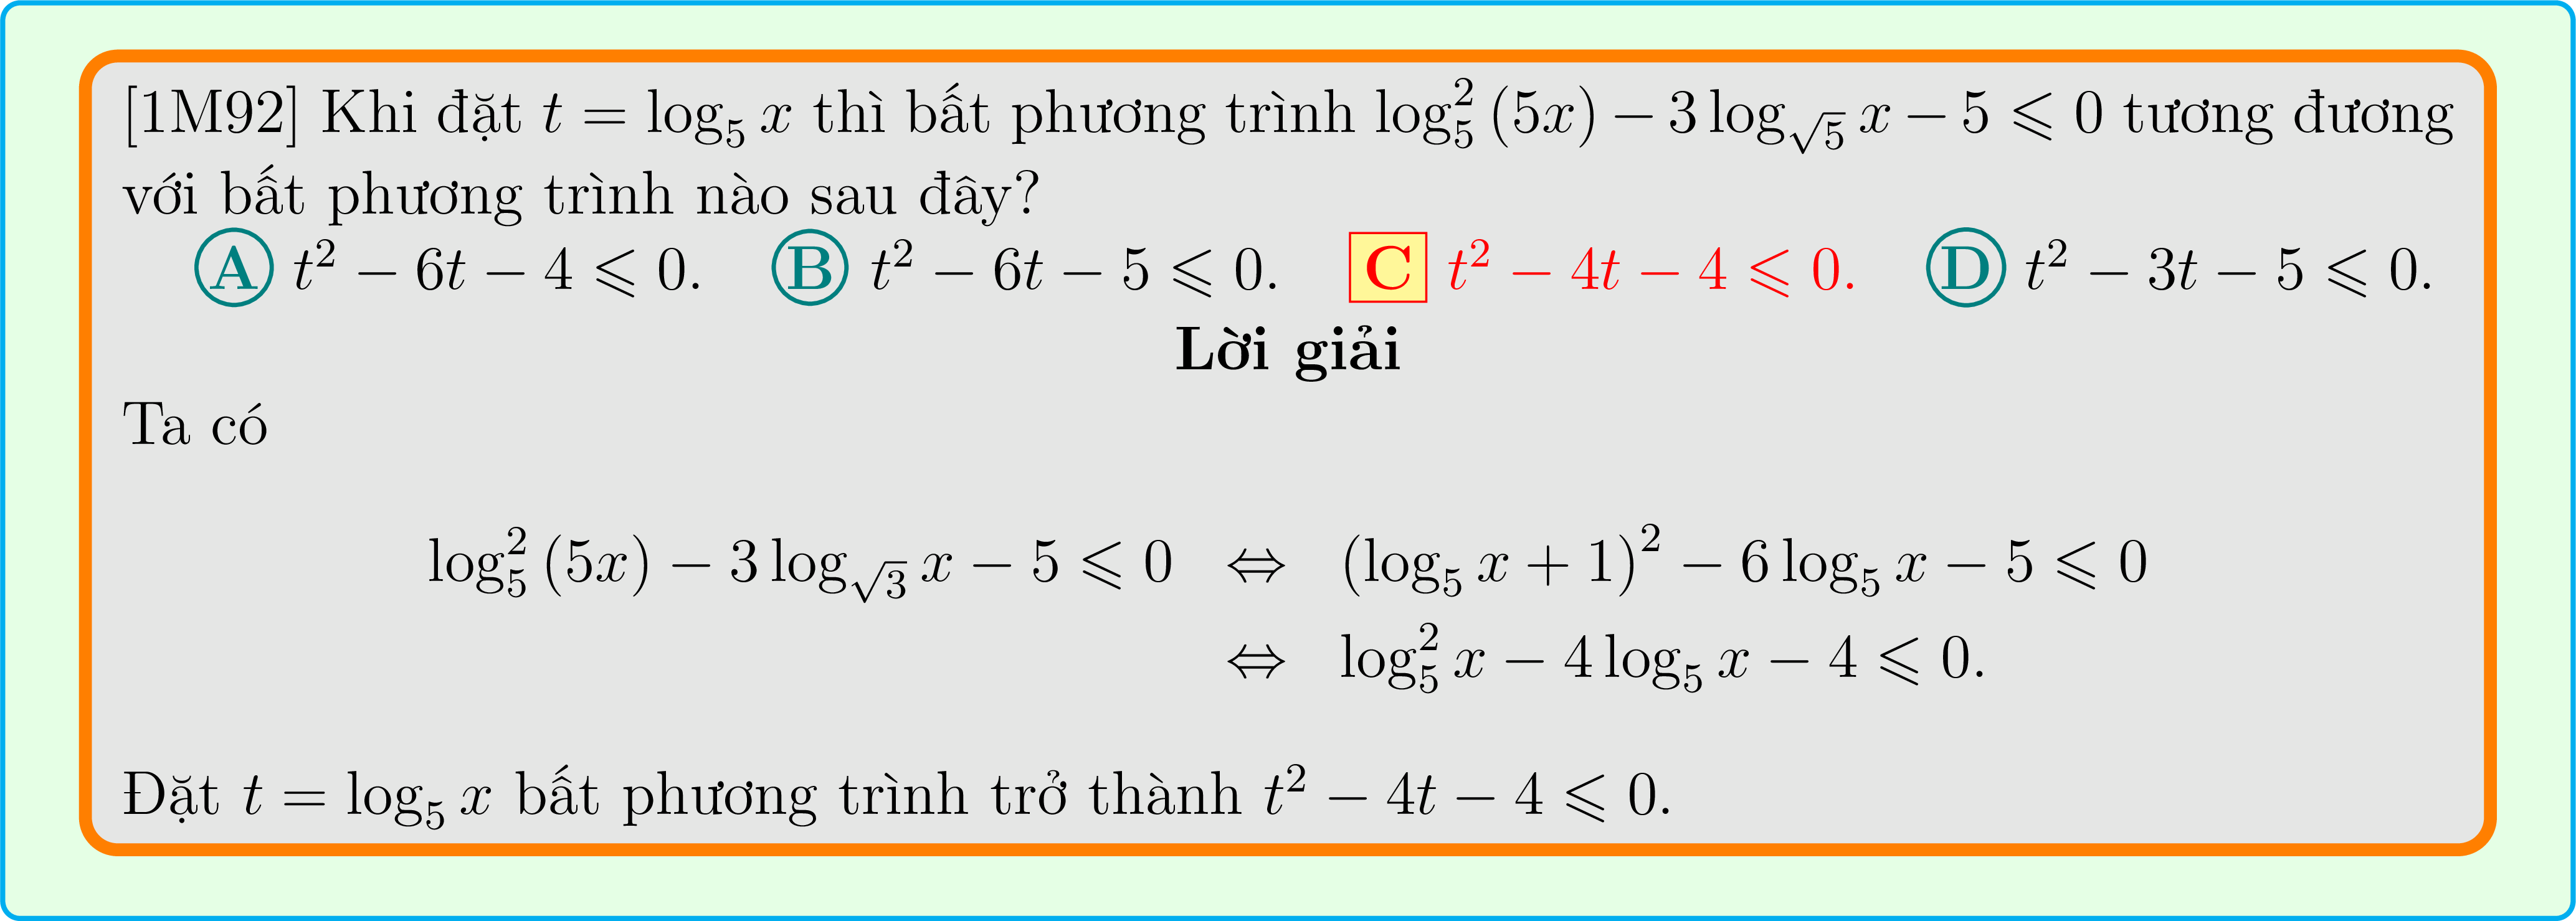 [1M92] Khi đặt $t = \log_5 x$ thì bất phương trình $\log_5^2 (5x) - 3 \log_{\sqrt{5}} x - 5 \leqslant 0$ tương đương
với bất phương trình nào sau đây?
A $t^2 - 6t - 4 \leqslant 0$. B $t^2 - 6t - 5 \leqslant 0$. C $t^2 - 4t - 4 \leqslant 0$. D $t^2 - 3t - 5 \leqslant 0$.
Lời giải
Ta có
$\log_5^2 (5x) - 3 \log_{\sqrt{3}} x - 5 \leqslant 0 \Leftrightarrow (\log_5 x + 1)^2 - 6 \log_5 x - 5 \leqslant 0$
$\Leftrightarrow \log_5^2 x - 4 \log_5 x - 4 \leqslant 0$.
Đặt $t = \log_5 x$ bất phương trình trở thành $t^2 - 4t - 4 \leqslant 0$.